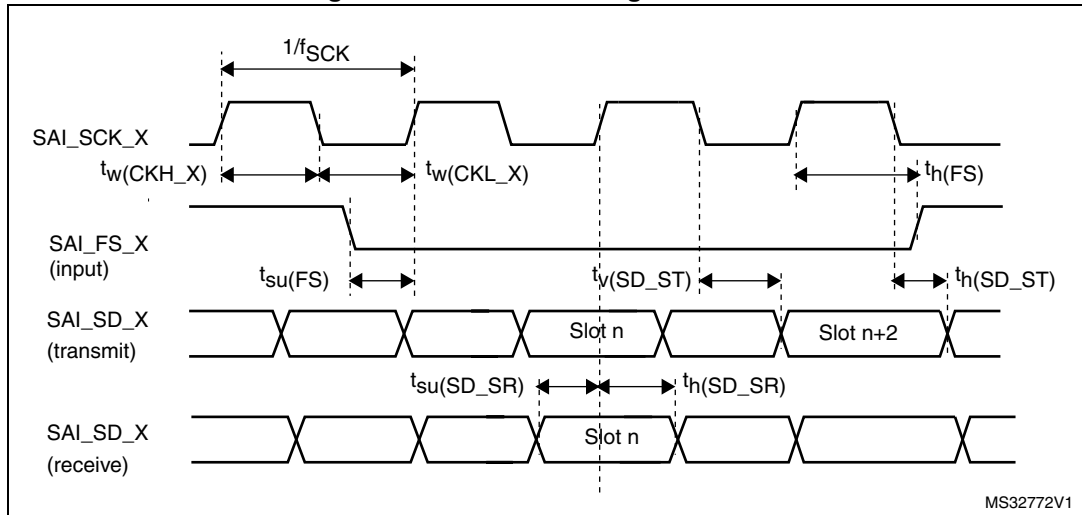 1/fSCK
SAI_SCK_X
tw(CKH_X)
tw(CKL_X)
th(FS)
SAI_FS_X
(input)
tsu(FS)
tv(SD_ST)
th(SD_ST)
SAI_SD_X
(transmit)
Slot n
Slot n+2
tsu(SD_SR)
th(SD_SR)
SAI_SD_X
(receive)
Slot n
MS32772V1